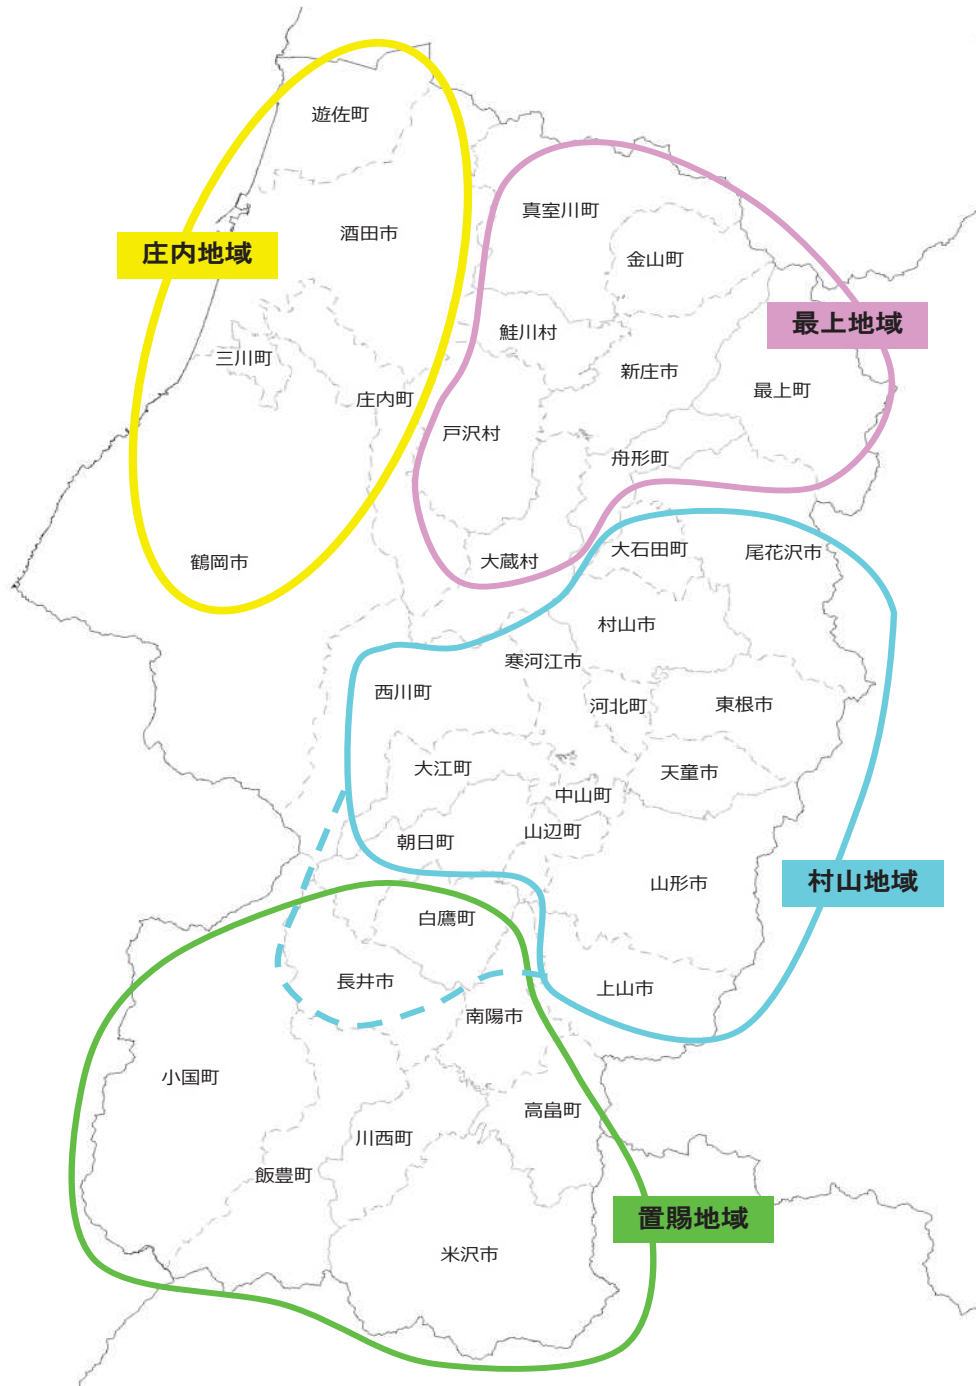 遊佐町
真室川町
酒田市
庄内地域
金山町
最上地域
鮭川村
三川町
新庄市
最上町
庄内町
戸沢村
舟形町
大石田町
尾花沢市
鶴岡市
大蔵村
村山市
寒河江市
西川町
河北町
東根市
大江町
天童市
中山町
山辺町
朝日町
山形市
村山地域
白鷹町
長井市
上山市
南陽市
小国町
高畠町
川西町
飯豊町
置賜地域
米沢市